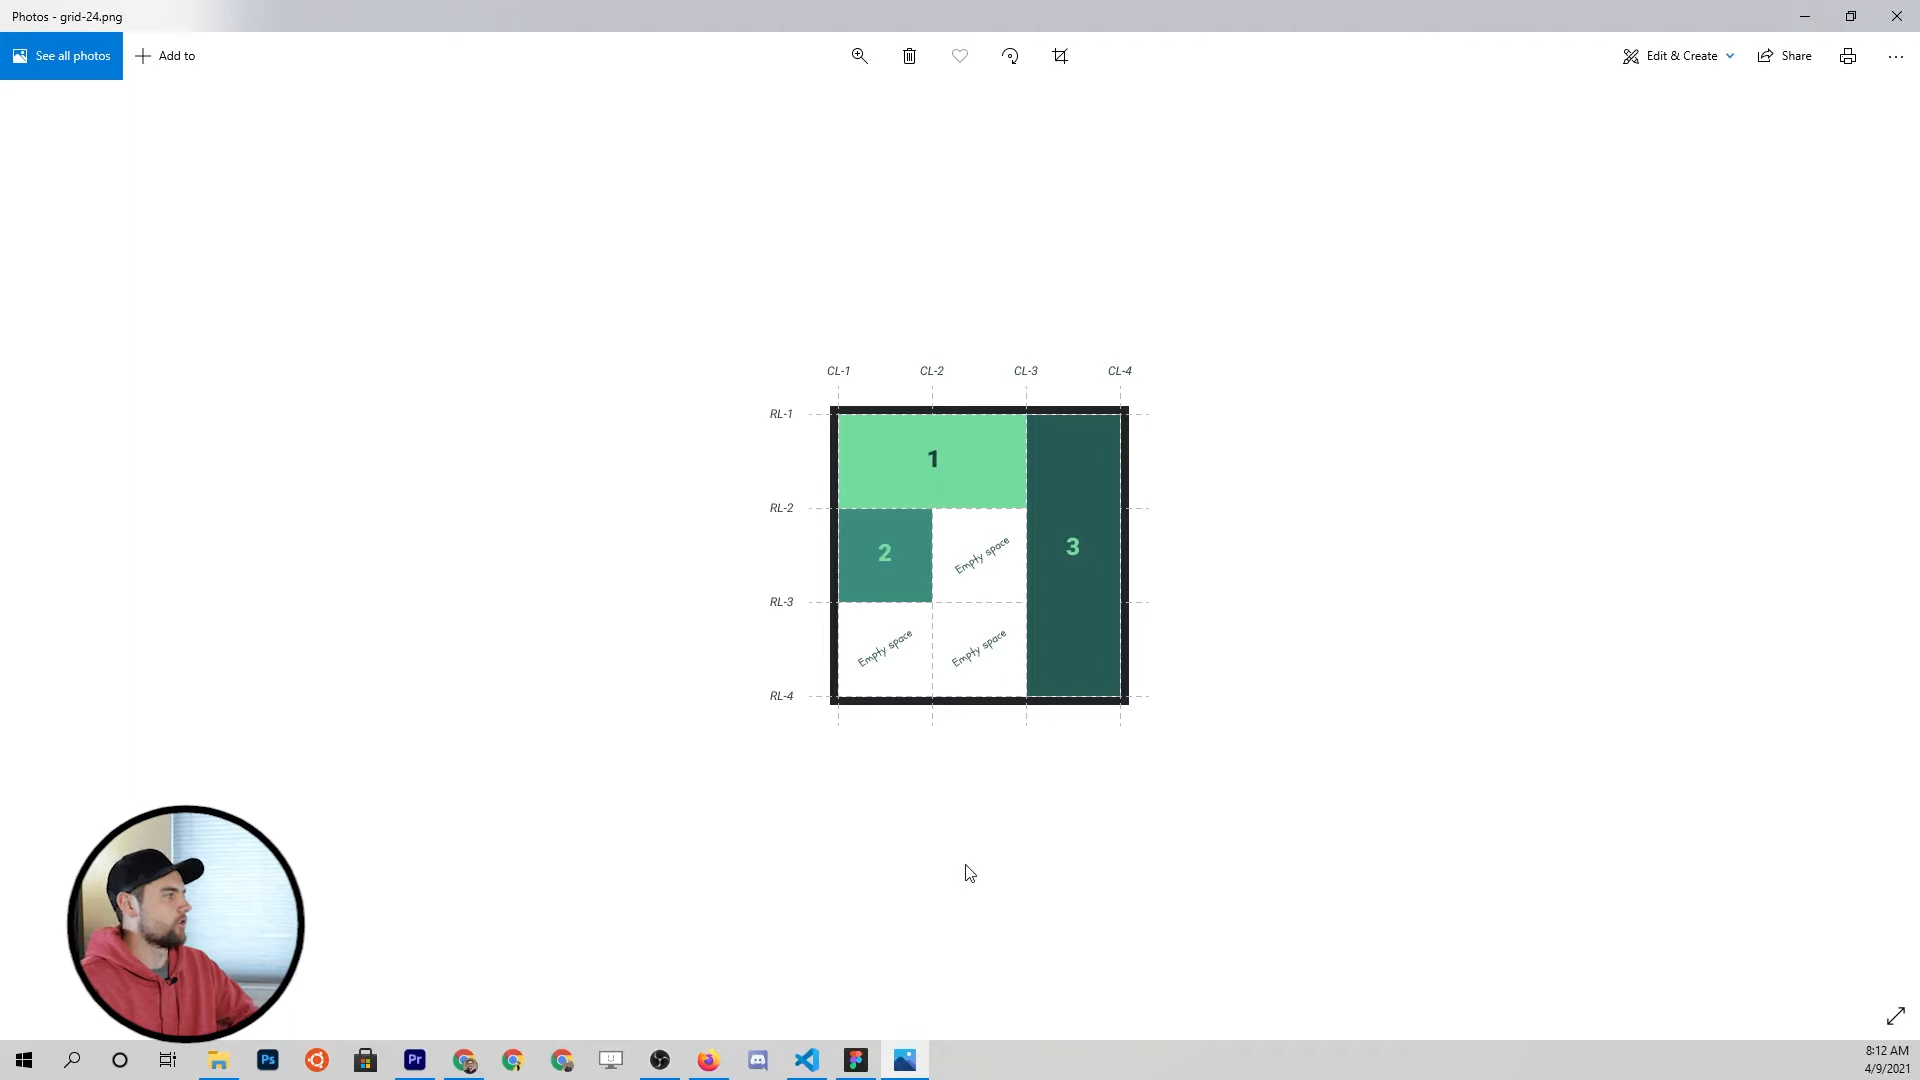 Photos - grid-24.png
See all photos
Add to
Edit & Create
Share
CL-1 CL-2 CL-3 CL-4
RL-1
1
RL-2
2
Empty space
3
RL-3
Empty space
Empty space
RL-4
Ps
Pr
8:12 AM
4/9/2021